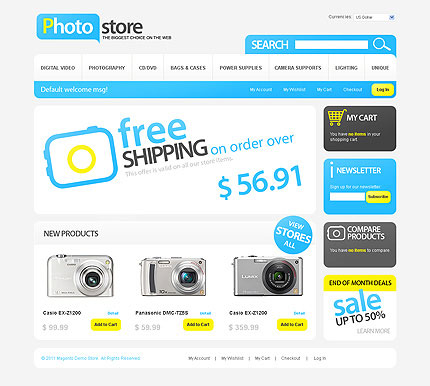 Photo store
THE BIGGEST CHOICE ON THE WEB
Currencies: US Dollar
SEARCH
DIGITAL VIDEO PHOTOGRAPHY CD/DVD BAGS & CASES POWER SUPPLIES CAMERA SUPPORTS LIGHTING UNIQUE
Default welcome msg! My Account My Wishlist My Cart Checkout Log In
free
SHIPPING on order over
This offer is valid on all our store items.
$ 56.91
MY CART
You have no items in your
shopping cart.
NEWSLETTER
Sign up for our newsletter
Subscribe
COMPARE
PRODUCTS
You have no items to compare.
END OF MONTH DEALS
sale
UP TO 50%
LEARN MORE
NEW PRODUCTS
VIEW
STORES
ALL
Casio EX-Z1200 Detail
$ 99.99 Add to Cart
Panasonic DMC-TZ5S Detail
$ 59.99 Add to Cart
Casio EX-Z1200 Detail
$ 359.99 Add to Cart
© 2011 Magento Demo Store. All Rights Reserved.
My Account | My Wishlist | My Cart | Checkout | Log In